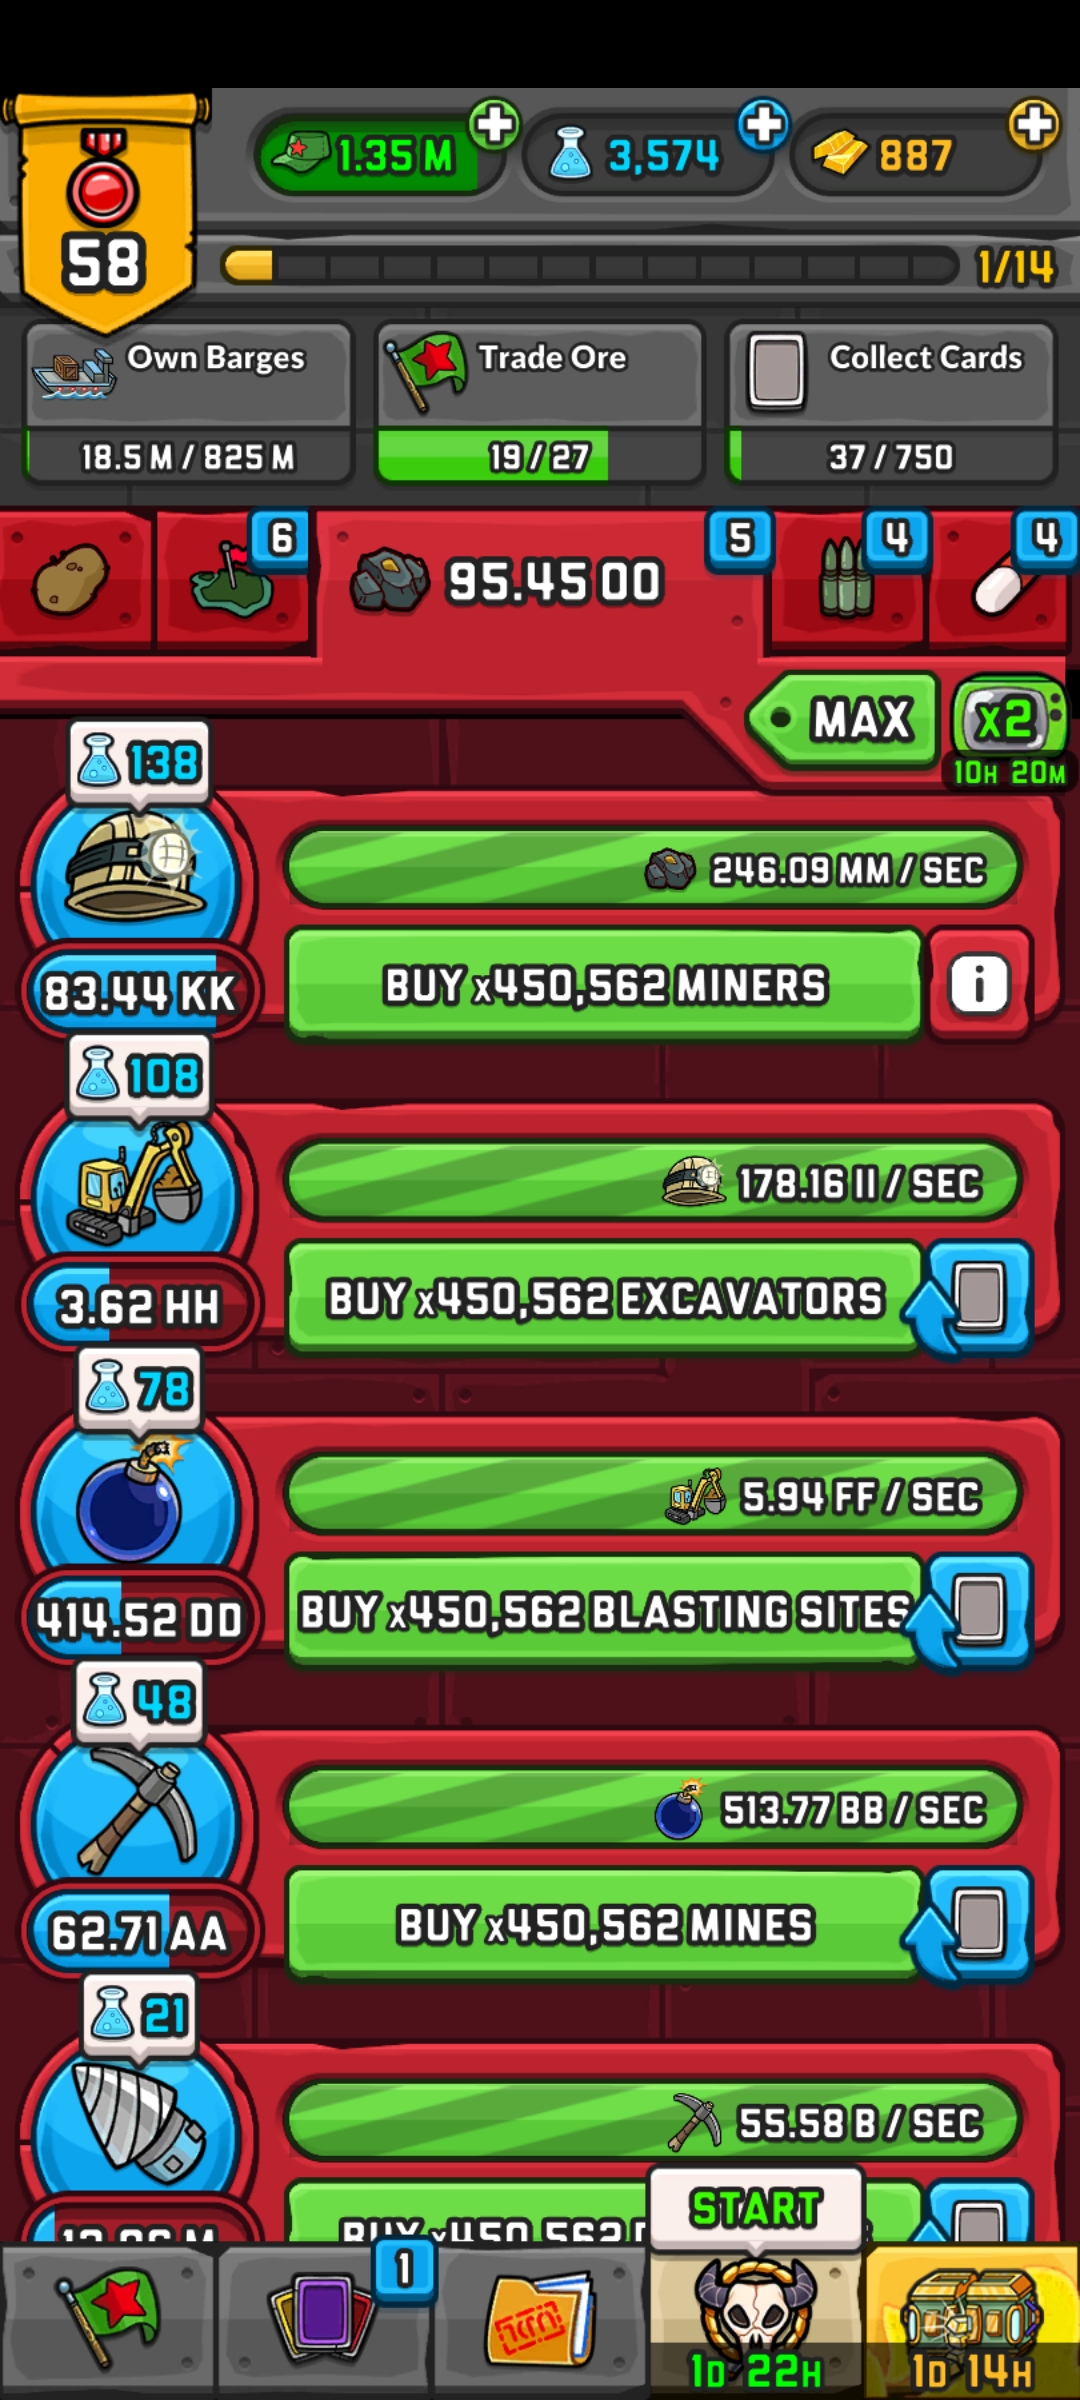 1.35 M
3,574
887
58
1/14
Own Barges
Trade Ore
Collect Cards
18.5 M / 825 M
19 / 27
37 / 750
6
95.45 OO
5
4
4
MAX
x2
10H 20M
138
246.09 MM / SEC
83.44 KK
BUY x450,562 MINERS
i
108
178.16 II / SEC
3.62 HH
BUY x450,562 EXCAVATORS
78
5.94 FF / SEC
414.52 DD
BUY x450,562 BLASTING SITES
48
513.77 BB / SEC
62.71 AA
BUY x450,562 MINES
21
55.58 B / SEC
BUY x450,562
START
1
1D 22H
1D 14H